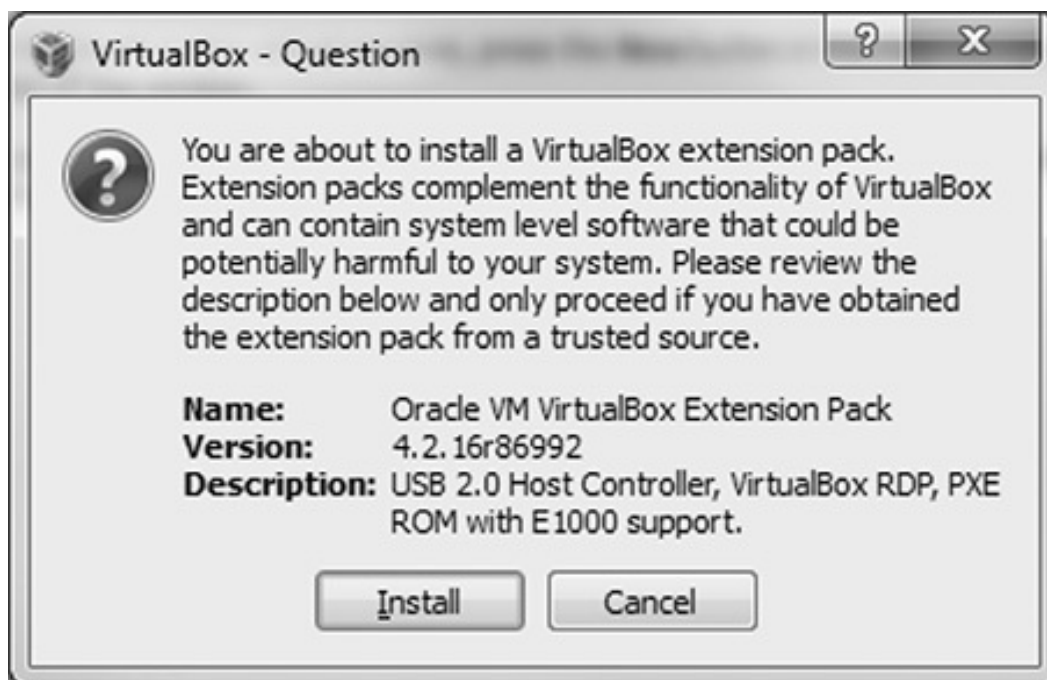 VirtualBox - Question
You are about to install a VirtualBox extension pack.
Extension packs complement the functionality of VirtualBox
and can contain system level software that could be
potentially harmful to your system. Please review the
description below and only proceed if you have obtained
the extension pack from a trusted source.
Name: Oracle VM VirtualBox Extension Pack
Version: 4.2.16r86992
Description: USB 2.0 Host Controller, VirtualBox RDP, PXE
ROM with E1000 support.
Install Cancel